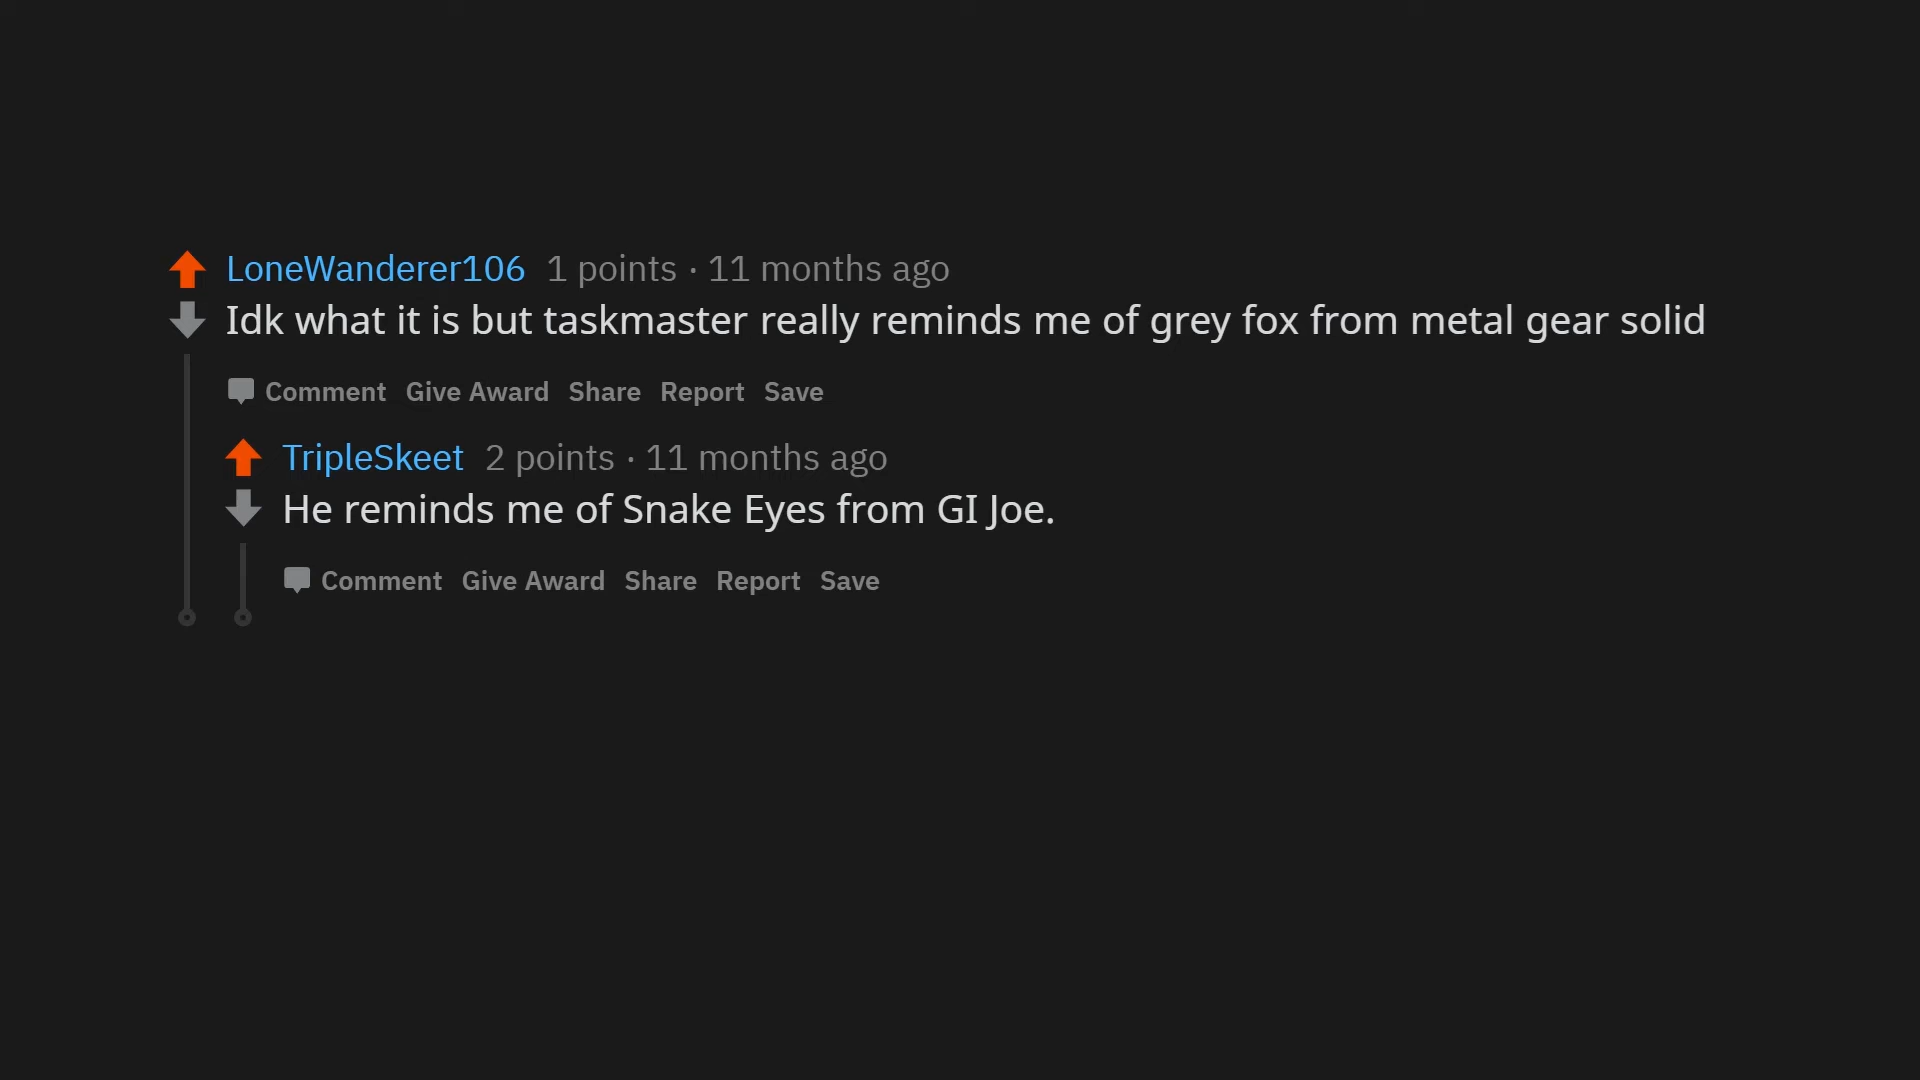 LoneWanderer106 1 points · 11 months ago
Idk what it is but taskmaster really reminds me of grey fox from metal gear solid
Comment Give Award Share Report Save
TripleSkeet 2 points · 11 months ago
He reminds me of Snake Eyes from GI Joe.
Comment Give Award Share Report Save